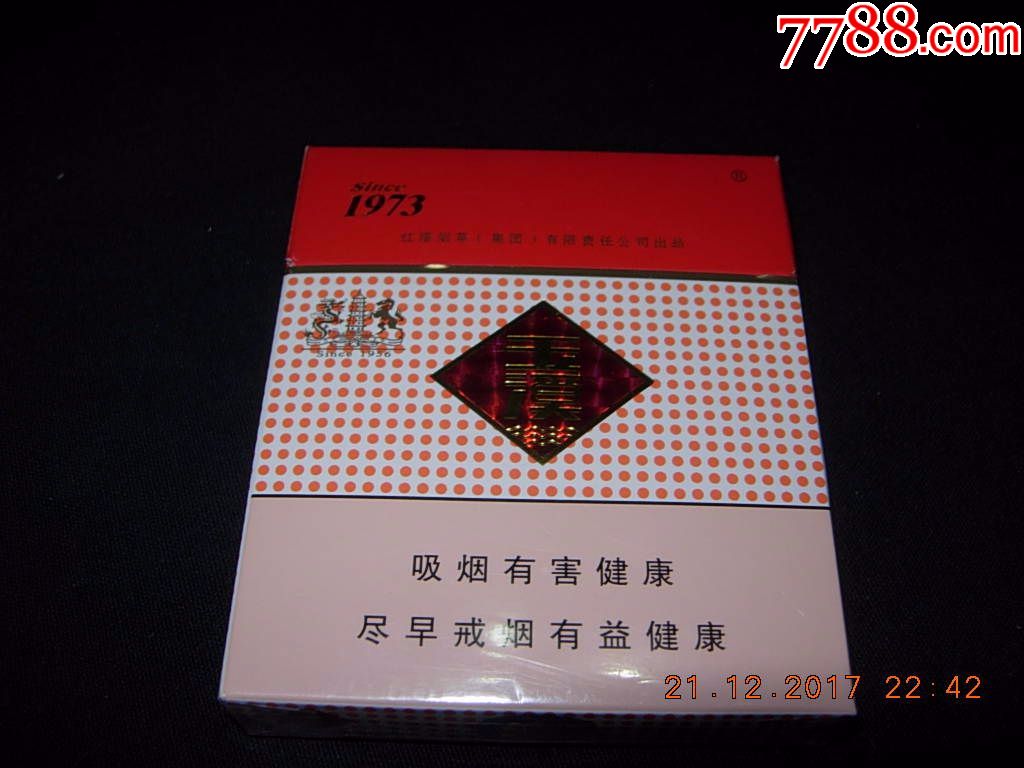 7788.com
Since
1973
®
红塔烟草（集团）有限责任公司出品
Since 1956
玉溪
吸烟有害健康
尽早戒烟有益健康
21.12.2017 22:42